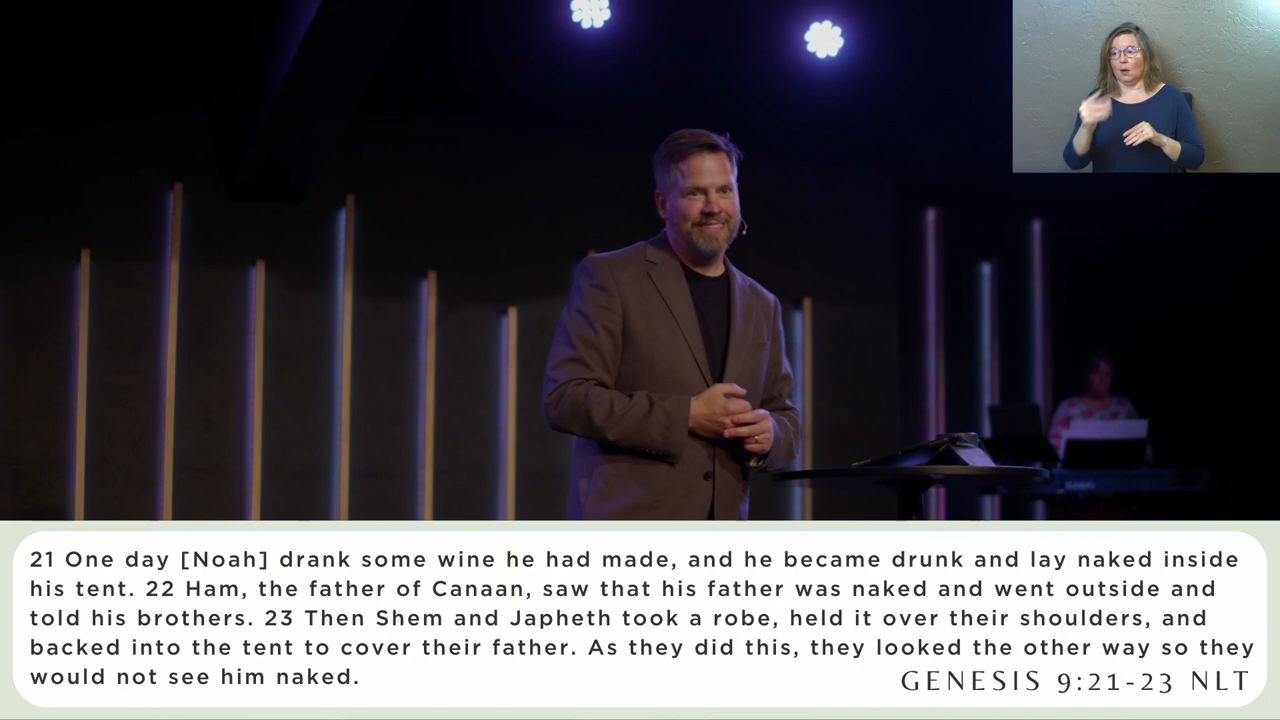 21 One day [Noah] drank some wine he had made, and he became drunk and lay naked inside
his tent. 22 Ham, the father of Canaan, saw that his father was naked and went outside and
told his brothers. 23 Then Shem and Japheth took a robe, held it over their shoulders, and
backed into the tent to cover their father. As they did this, they looked the other way so they
would not see him naked.
GENESIS 9:21-23 NLT